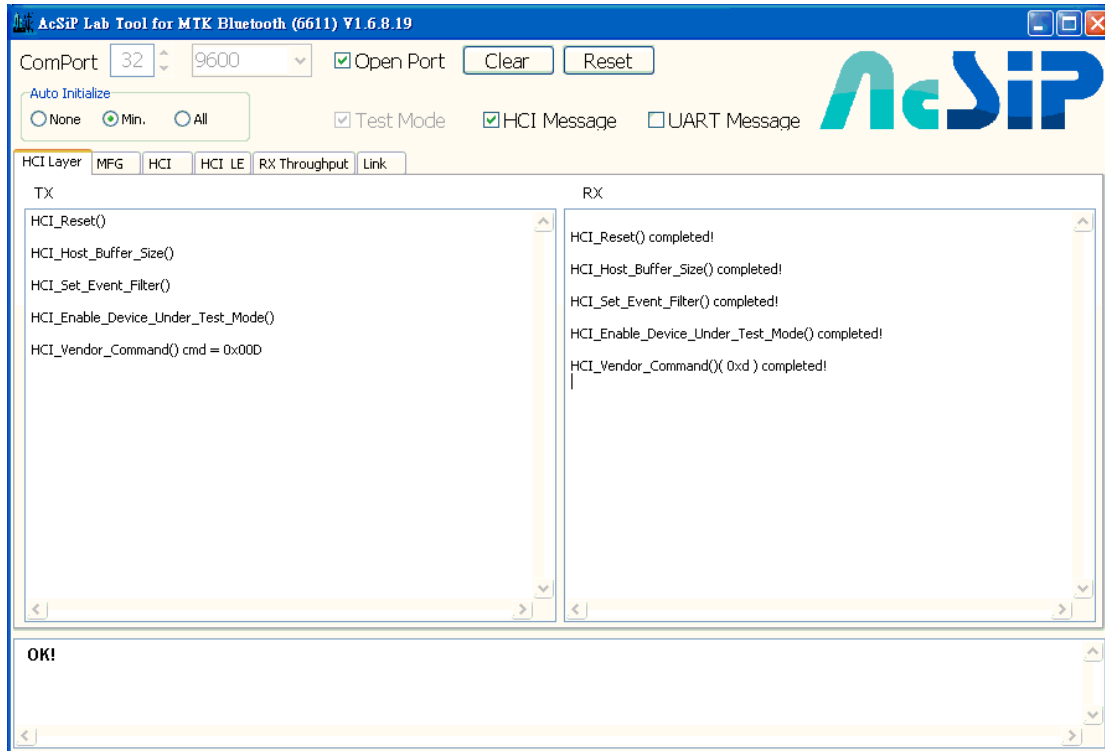 AcSiP Lab Tool for MTK Bluetooth (6611) V1.6.8.19
ComPort 32 9600 Open Port Clear Reset
Auto Initialize
None Min. All Test Mode HCI Message UART Message
AcSiP
HCI Layer MFG HCI HCI LE RX Throughput Link
TX
HCI_Reset()
HCI_Host_Buffer_Size()
HCI_Set_Event_Filter()
HCI_Enable_Device_Under_Test_Mode()
HCI_Vendor_Command() cmd = 0x00D
RX
HCI_Reset() completed!
HCI_Host_Buffer_Size() completed!
HCI_Set_Event_Filter() completed!
HCI_Enable_Device_Under_Test_Mode() completed!
HCI_Vendor_Command()( 0xd ) completed!
OK!